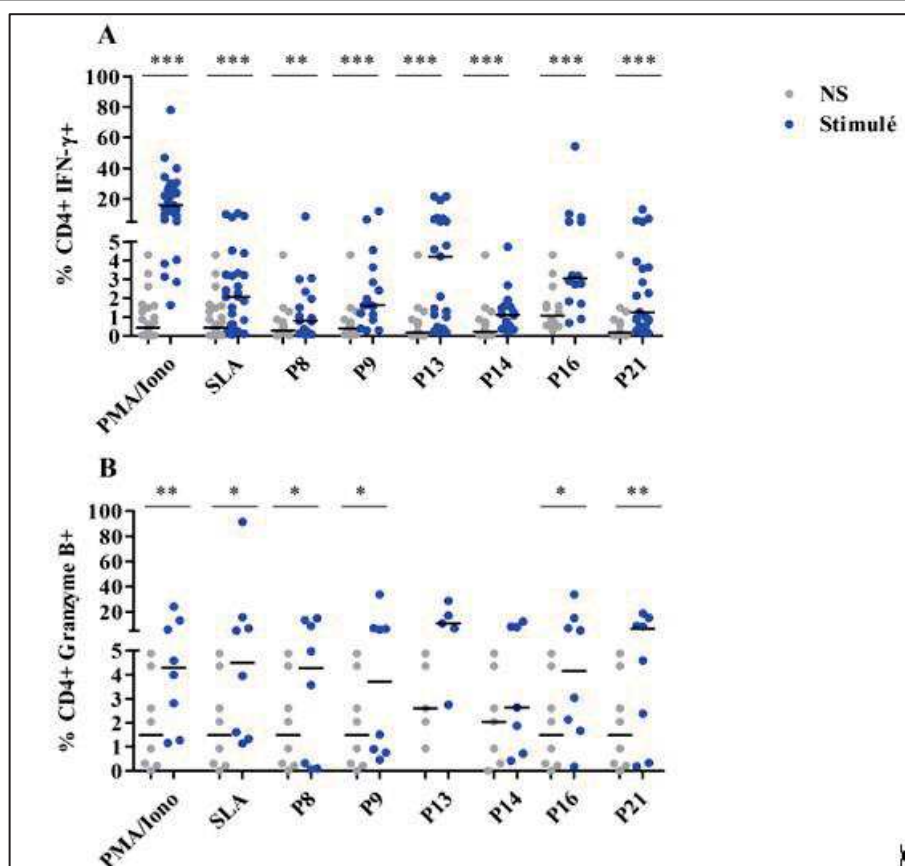 A
*** *** ** *** *** *** *** ***
100
80
60
40
20
5
4
3
2
1
0
% CD4+ IFN-γ+
PMA/Iono SLA P8 P9 P13 P14 P16 P21
NS
Stimulé
B
** * * * * **
100
80
60
40
20
5
4
3
2
1
0
% CD4+ Granzyme B+
PMA/Iono SLA P8 P9 P13 P14 P16 P21